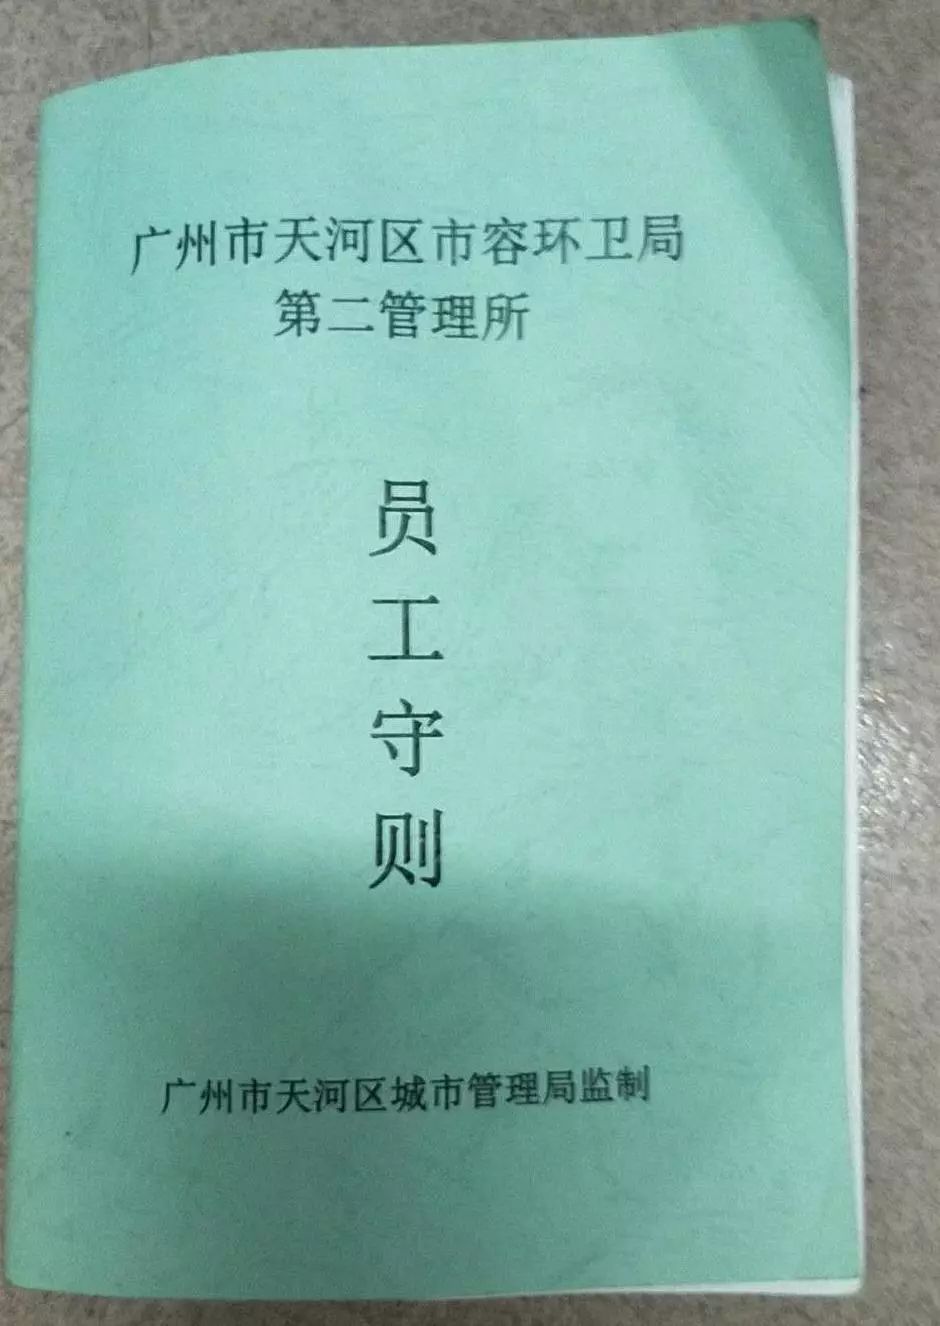 广州市天河区市容环卫局
第二管理所
员工守则
广州市天河区城市管理局监制